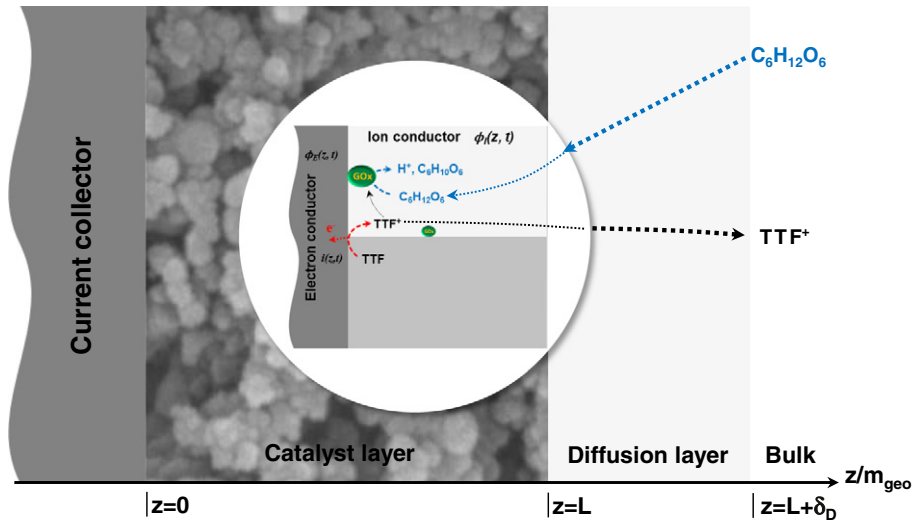 C6H12O6
Ion conductor ϕI(z, t)
ϕE(z,t)
GOx
H+, C6H10O6
C6H12O6
TTF+
GOx
e-
i(z,t)
TTF
Electron conductor
TTF+
Current collector
Catalyst layer
Diffusion layer
Bulk
z/mgeo
z=0
z=L
z=L+δD